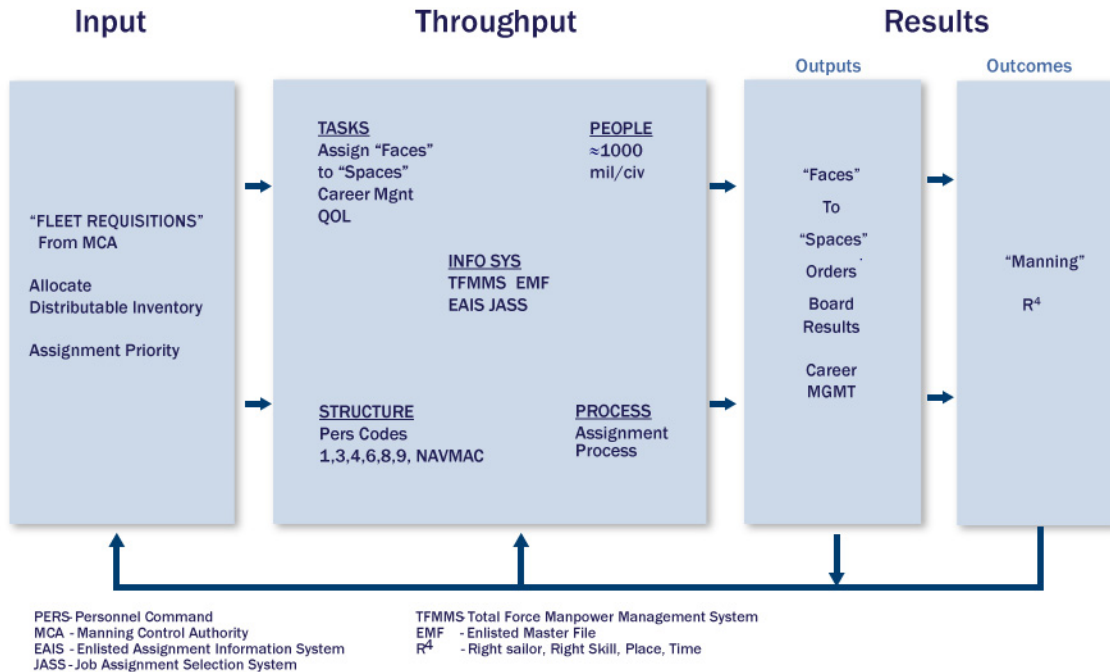 Input
Throughput
Results
Outputs
Outcomes
“FLEET REQUISITIONS”
From MCA
Allocate
Distributable Inventory
Assignment Priority
TASKS
Assign “Faces”
to “Spaces”
Career Mgnt
QOL
PEOPLE
≈1000
mil/civ
INFO SYS
TFMMS EMF
EAIS JASS
STRUCTURE
Pers Codes
1,3,4,6,8,9, NAVMAC
PROCESS
Assignment
Process
“Faces”
To
“Spaces”
Orders
Board
Results
Career
MGMT
“Manning”
R⁴
PERS- Personnel Command
MCA - Manning Control Authority
EAIS - Enlisted Assignment Information System
JASS - Job Assignment Selection System
TFMMS- Total Force Manpower Management System
EMF - Enlisted Master File
R⁴ - Right sailor, Right Skill, Place, Time